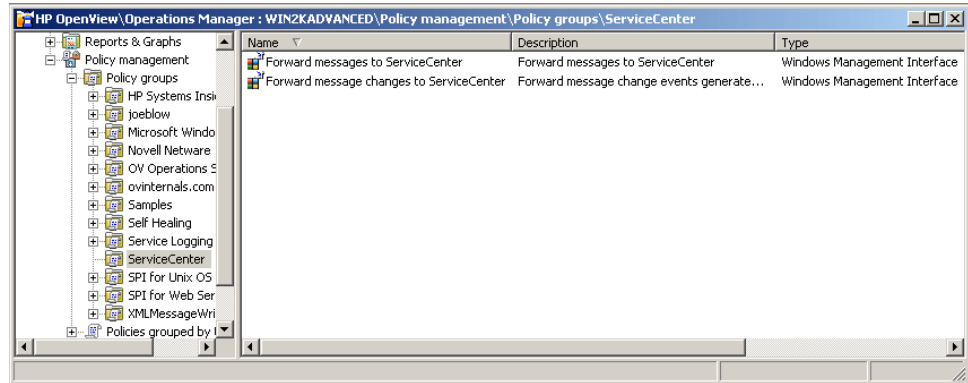 HP OpenView\Operations Manager : WIN2KADVANCED\Policy management\Policy groups\ServiceCenter
Reports & Graphs
Policy management
Policy groups
HP Systems Insi
joeblow
Microsoft Windo
Novell Netware
OV Operations S
ovinternals.com
Samples
Self Healing
Service Logging
ServiceCenter
SPI for Unix OS
SPI for Web Ser
XMLMessageWri
Policies grouped by
Name Description Type
Forward messages to ServiceCenter Forward messages to ServiceCenter Windows Management Interface
Forward message changes to ServiceCenter Forward message change events generate... Windows Management Interface